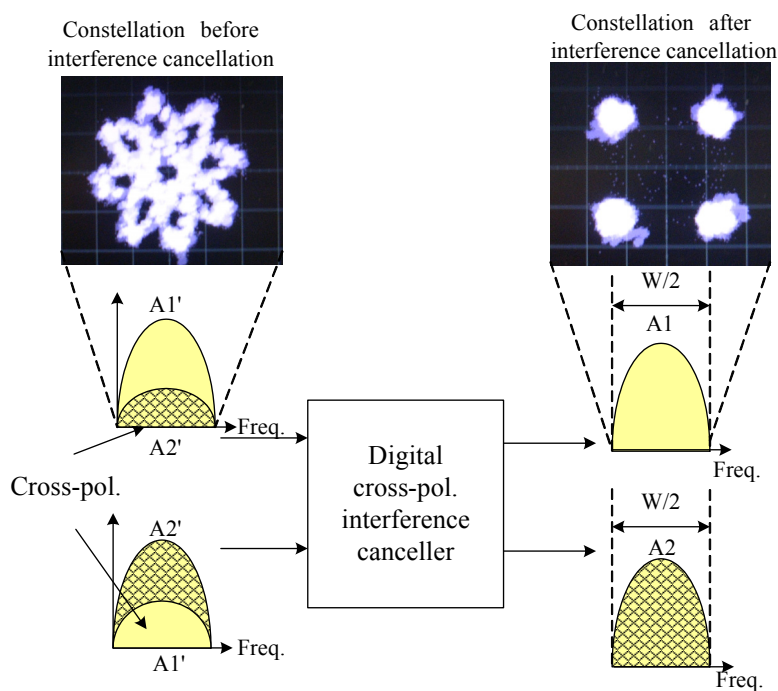 Constellation before
interference cancellation
Constellation after
interference cancellation
W/2
A1'
A1
Freq.
A2'
Freq.
Cross-pol.
Digital
cross-pol.
interference
canceller
W/2
A2'
A2
Freq.
A1'
Freq.